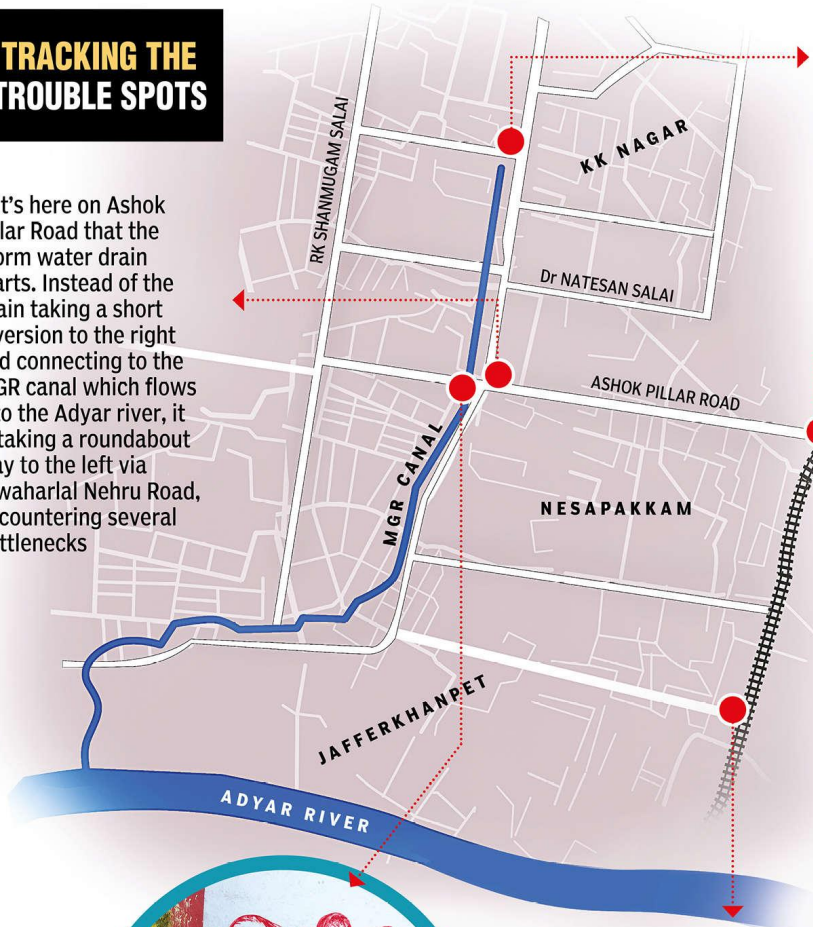 TRACKING THE
TROUBLE SPOTS
t's here on Ashok
lar Road that the
orm water drain
arts. Instead of the
ain taking a short
version to the right
d connecting to the
GR canal which flows
to the Adyar river, it
taking a roundabout
ay to the left via
waharlal Nehru Road,
countering several
ttlenecks
RK SHANMUGAM SALAI
KK NAGAR
Dr NATESAN SALAI
ASHOK PILLAR ROAD
MGR CANAL
NESAPAKKAM
JAFFERKHANPET
ADYAR RIVER